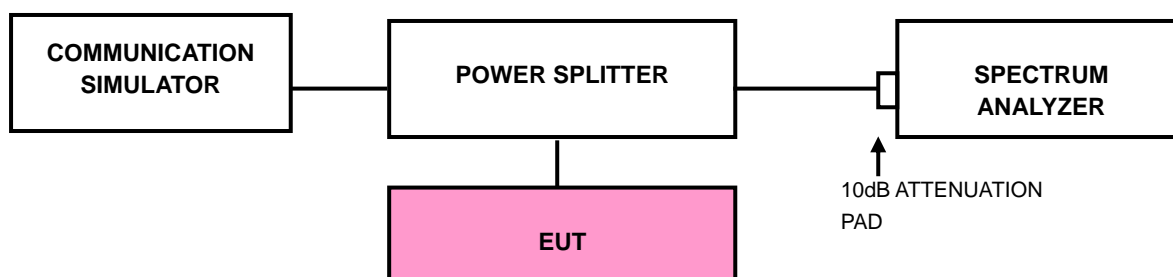 COMMUNICATION
SIMULATOR
POWER SPLITTER
SPECTRUM
ANALYZER
10dB ATTENUATION
PAD
EUT